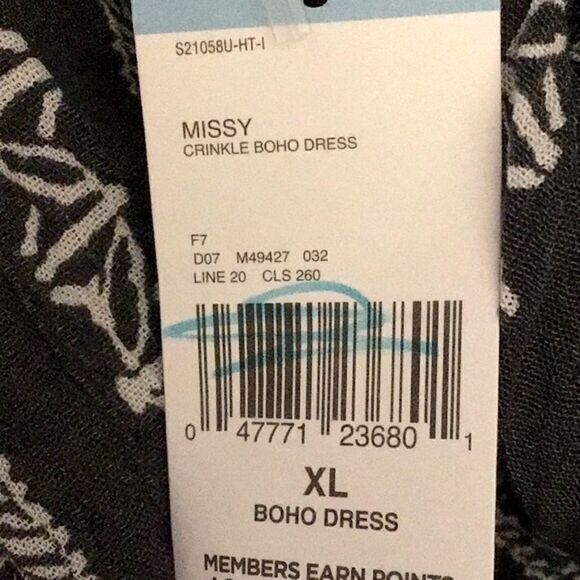 S21058U-HT-I
MISSY
CRINKLE BOHO DRESS
F7
D07 M49427 032
LINE 20 CLS 260
0 47771 23680 1
XL
BOHO DRESS
MEMBERS EARN POINTS